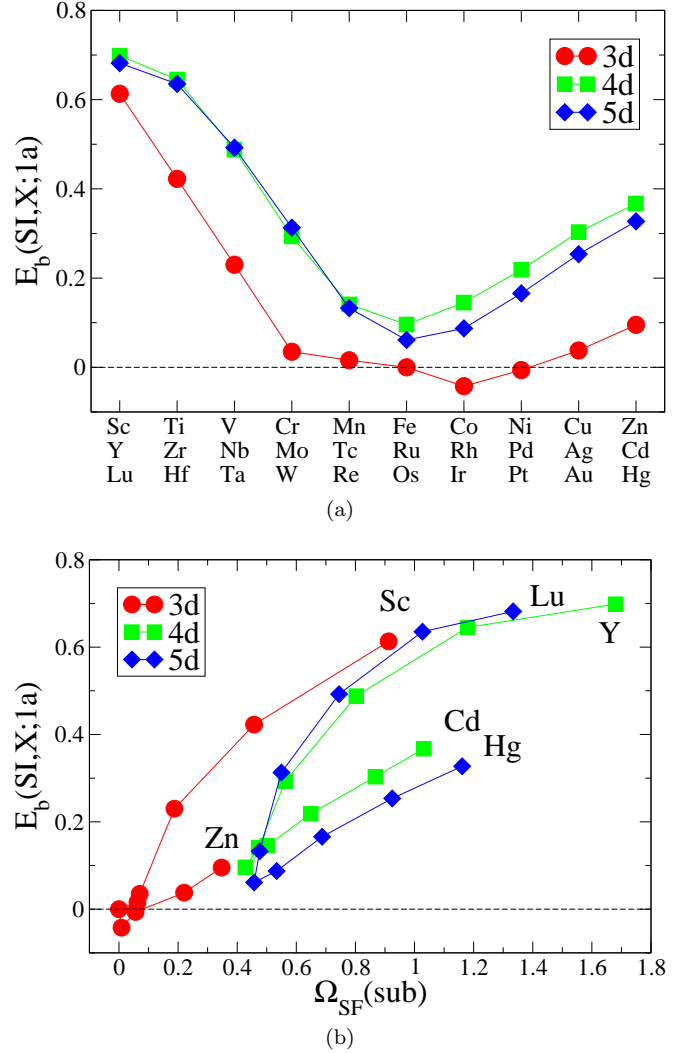 0.8
3d
4d
5d
0.6
0.4
0.2
0
E_b(SI,X;1a)
Sc Ti V Cr Mn Fe Co Ni Cu Zn
Y Zr Nb Mo Tc Ru Rh Pd Ag Cd
Lu Hf Ta W Re Os Ir Pt Au Hg
(a)
0.8
3d
4d
5d
Sc
Lu
Y
0.6
0.4
Cd
Hg
0.2
Zn
0
E_b(SI,X;1a)
0 0.2 0.4 0.6 0.8 1 1.2 1.4 1.6 1.8
Ω_SF(sub)
(b)